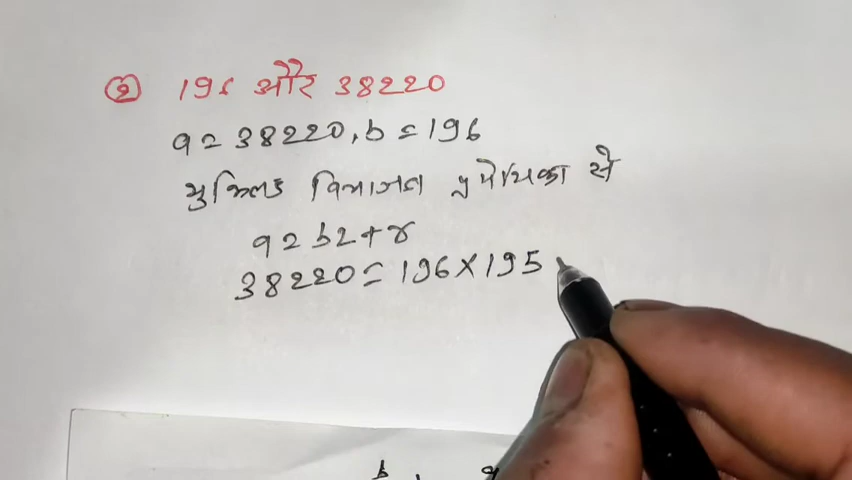 (2) 196 और 38220
a = 38220, b = 196
युक्लिड विभाजन प्रमेयिका से
a = bq + r
38220 = 196 × 195
b